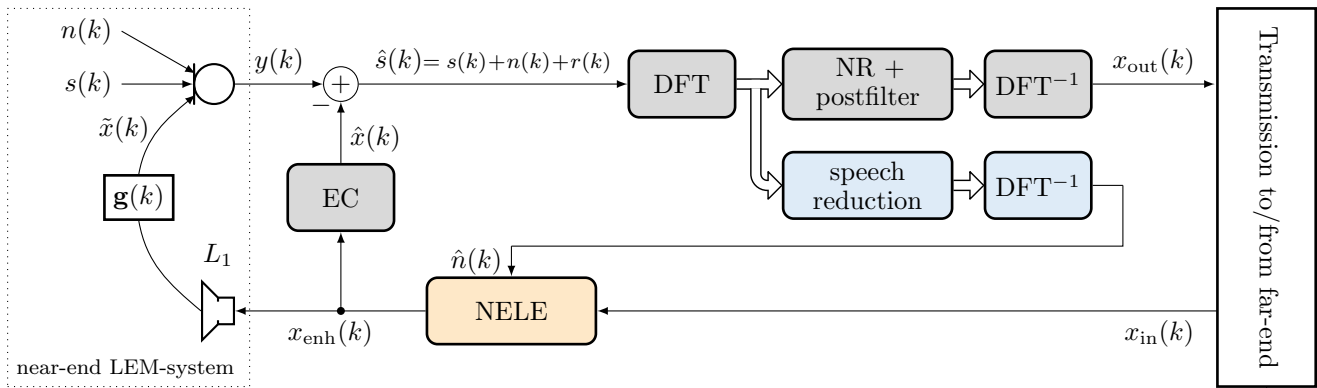 n(k)
s(k)
x̃(k)
g(k)
L₁
near-end LEM-system
y(k)
+
−
x̂(k)
EC
x_enh(k)
ŝ(k)= s(k)+n(k)+r(k)
DFT
NR +
postfilter
DFT⁻¹
x_out(k)
speech
reduction
DFT⁻¹
n̂(k)
NELE
x_in(k)
Transmission to/from far-end